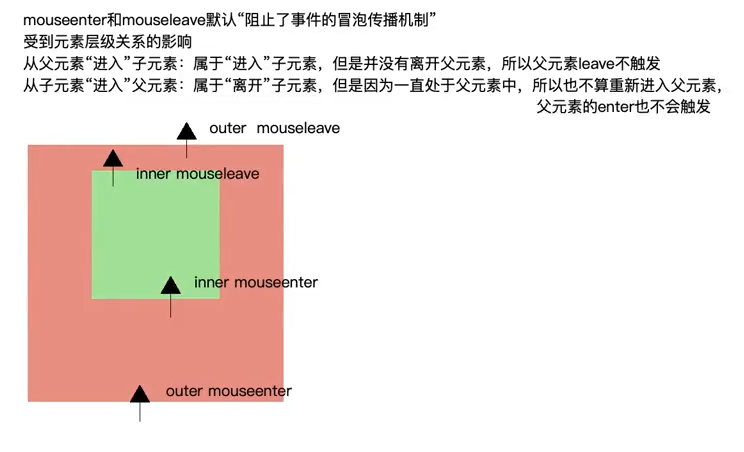 mouseenter和mouseleave默认“阻止了事件的冒泡传播机制”
受到元素层级关系的影响
从父元素“进入”子元素：属于“进入”子元素，但是并没有离开父元素，所以父元素leave不触发
从子元素“进入”父元素：属于“离开”子元素，但是因为一直处于父元素中，所以也不算重新进入父元素，
父元素的enter也不会触发
outer mouseleave
inner mouseleave
inner mouseenter
outer mouseenter